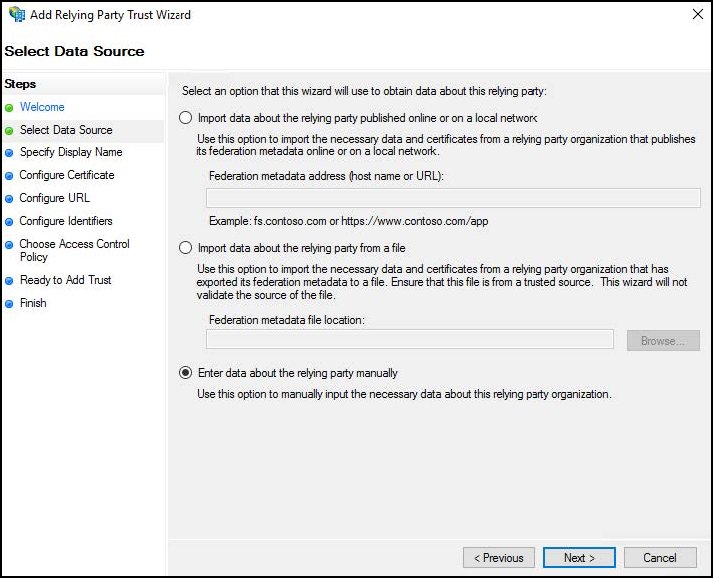 Add Relying Party Trust Wizard
Select Data Source
Steps
Welcome
Select Data Source
Specify Display Name
Configure Certificate
Configure URL
Configure Identifiers
Choose Access Control
Policy
Ready to Add Trust
Finish
Select an option that this wizard will use to obtain data about this relying party:
Import data about the relying party published online or on a local network
Use this option to import the necessary data and certificates from a relying party organization that publishes
its federation metadata online or on a local network.
Federation metadata address (host name or URL):
Example: fs.contoso.com or https://www.contoso.com/app
Import data about the relying party from a file
Use this option to import the necessary data and certificates from a relying party organization that has
exported its federation metadata to a file. Ensure that this file is from a trusted source.  This wizard will not
validate the source of the file.
Federation metadata file location:
Browse...
Enter data about the relying party manually
Use this option to manually input the necessary data about this relying party organization.
< Previous
Next >
Cancel